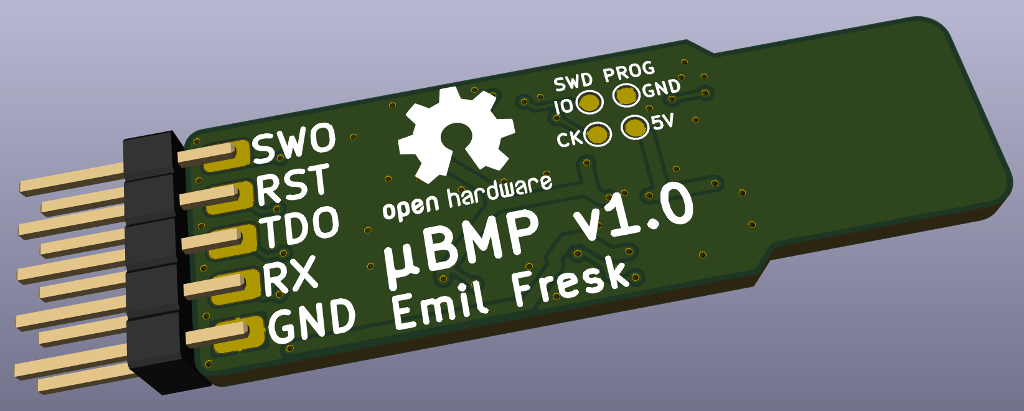 SWO
RST
TDO
RX
GND
open hardware
µBMP v1.0
Emil Fresk
SWD PROG
IO GND
CK 5V